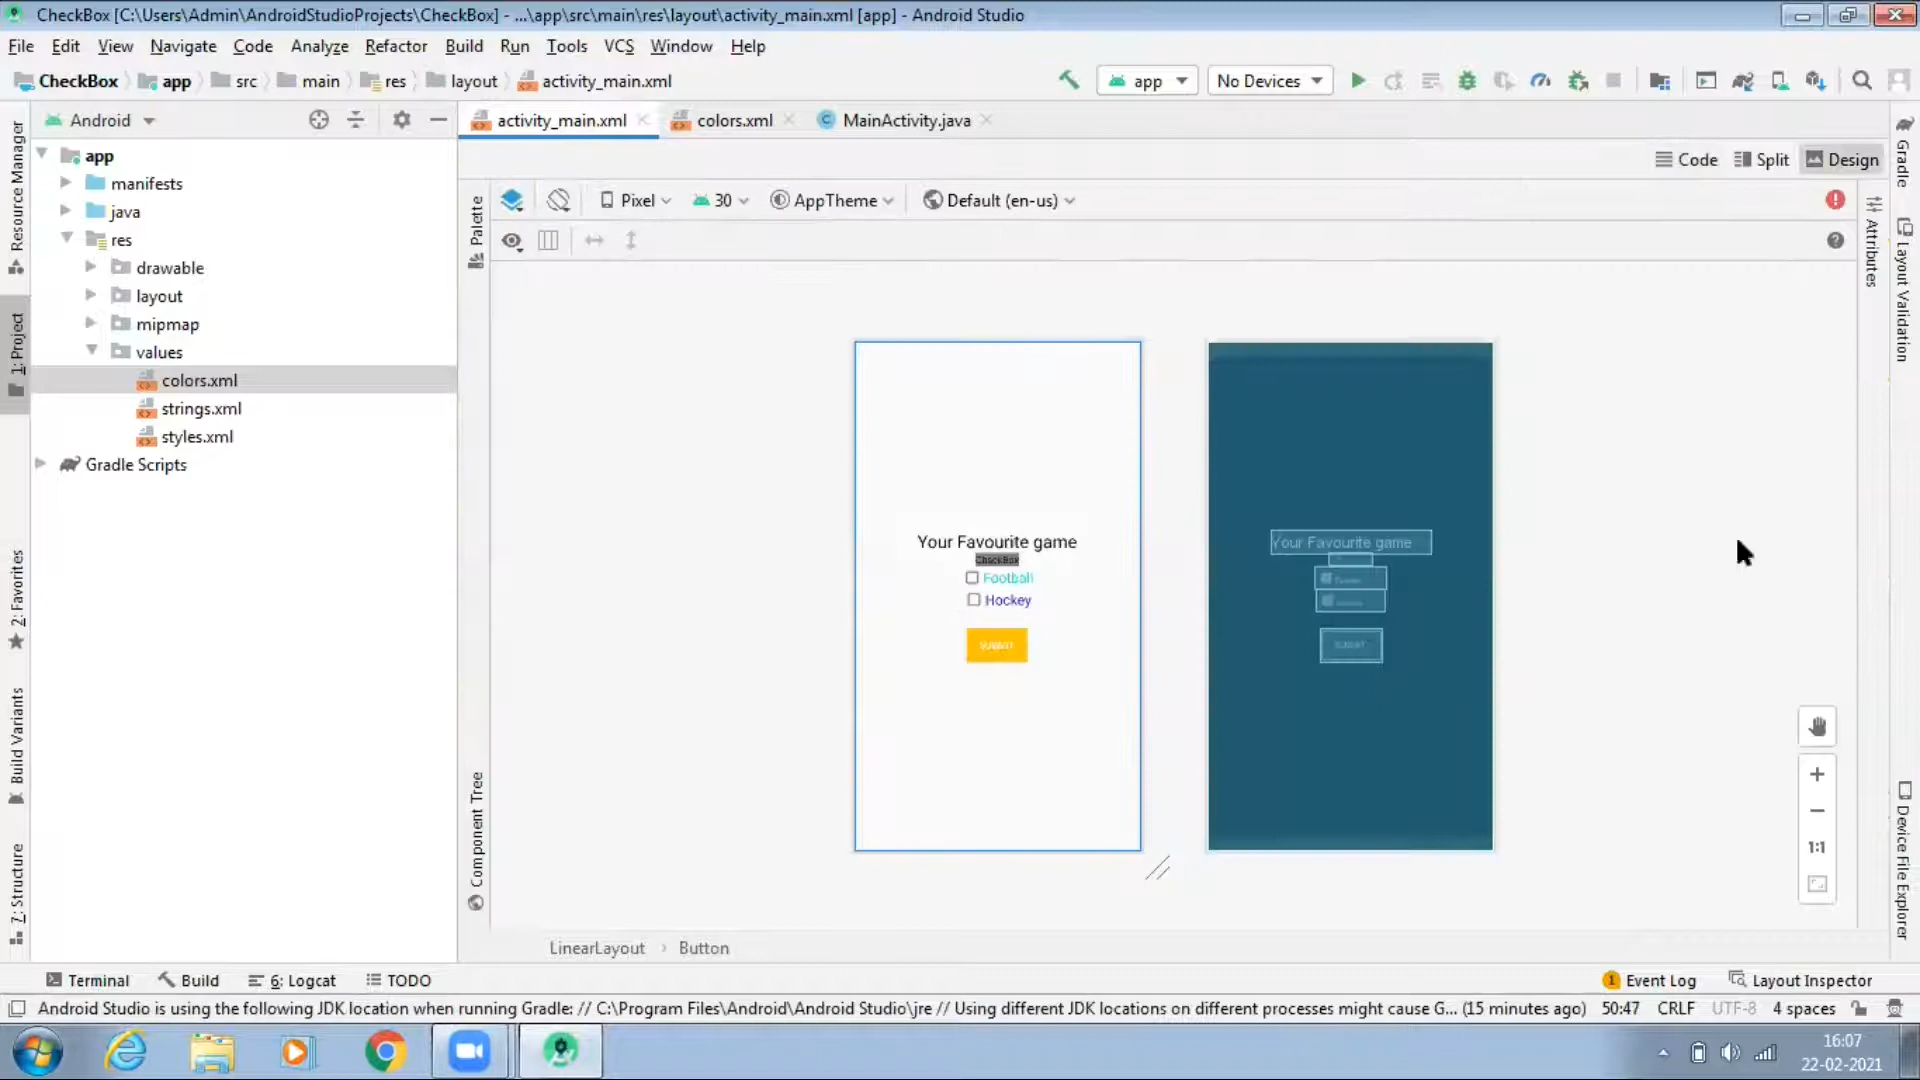 CheckBox [C:\Users\Admin\AndroidStudioProjects\CheckBox] - ...\app\src\main\res\layout\activity_main.xml [app] - Android Studio
File Edit View Navigate Code Analyze Refactor Build Run Tools VCS Window Help
CheckBox app src main res layout activity_main.xml
app No Devices
Android
activity_main.xml colors.xml MainActivity.java
app
manifests
java
res
drawable
layout
mipmap
values
colors.xml
strings.xml
styles.xml
Gradle Scripts
Resource Manager
1: Project
2: Favorites
Build Variants
7: Structure
Code Split Design
Palette
Pixel 30 AppTheme Default (en-us)
Attributes
Gradle
Layout Validation
Device File Explorer
Component Tree
Your Favourite game
CheckBox
Football
Hockey
SUBMIT
Your Favourite game
SUBMIT
1:1
LinearLayout › Button
Terminal Build 6: Logcat TODO
1 Event Log Layout Inspector
Android Studio is using the following JDK location when running Gradle: // C:\Program Files\Android\Android Studio\jre // Using different JDK locations on different processes might cause G... (15 minutes ago) 50:47 CRLF UTF-8 4 spaces
16:07
22-02-2021